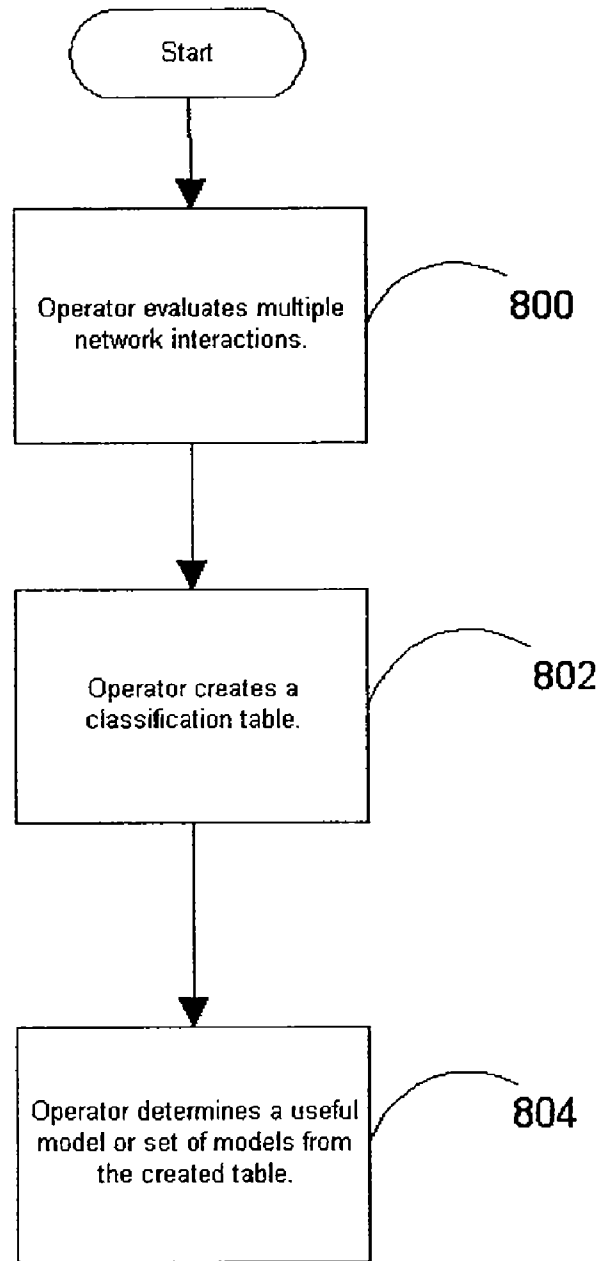 Start
Operator evaluates multiple
network interactions.
800
Operator creates a
classification table.
802
Operator determines a useful
model or set of models from
the created table.
804